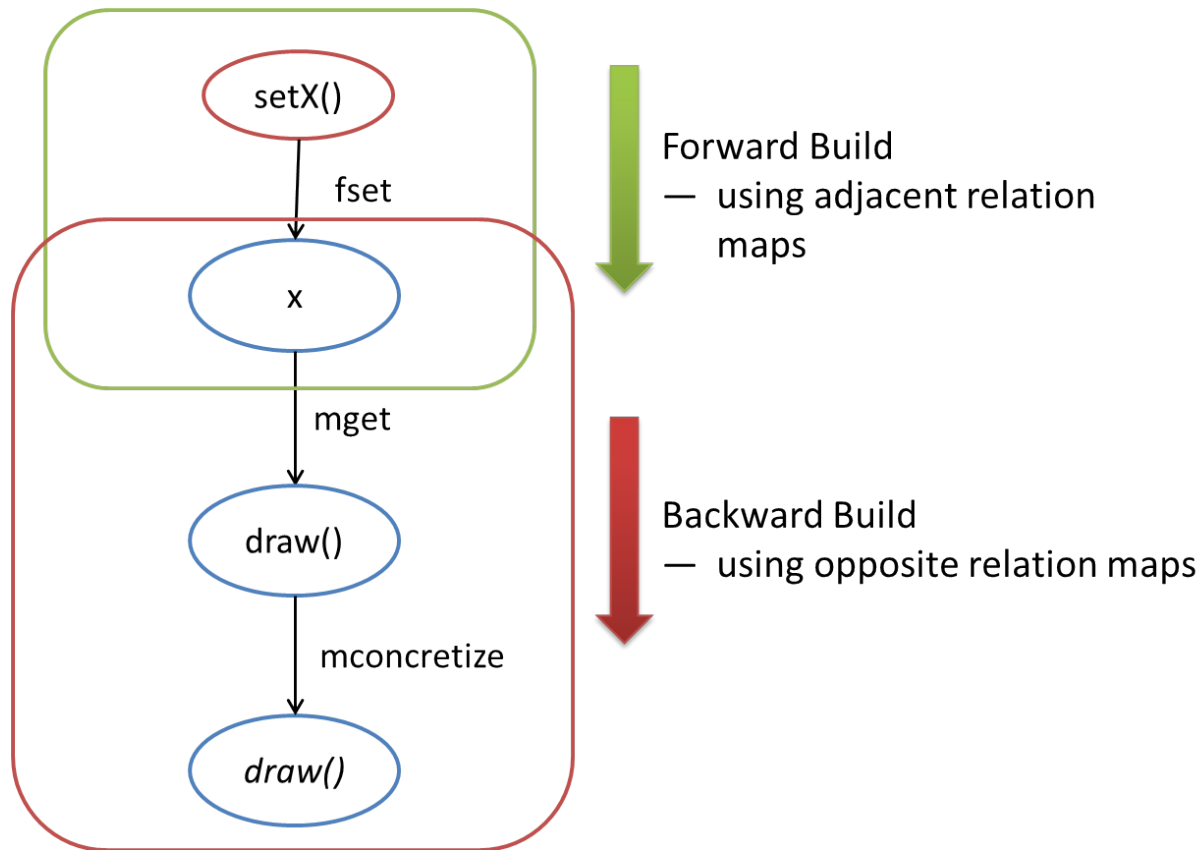 setX()
fset
x
mget
draw()
mconcretize
draw()
Forward Build
— using adjacent relation
maps
Backward Build
— using opposite relation maps